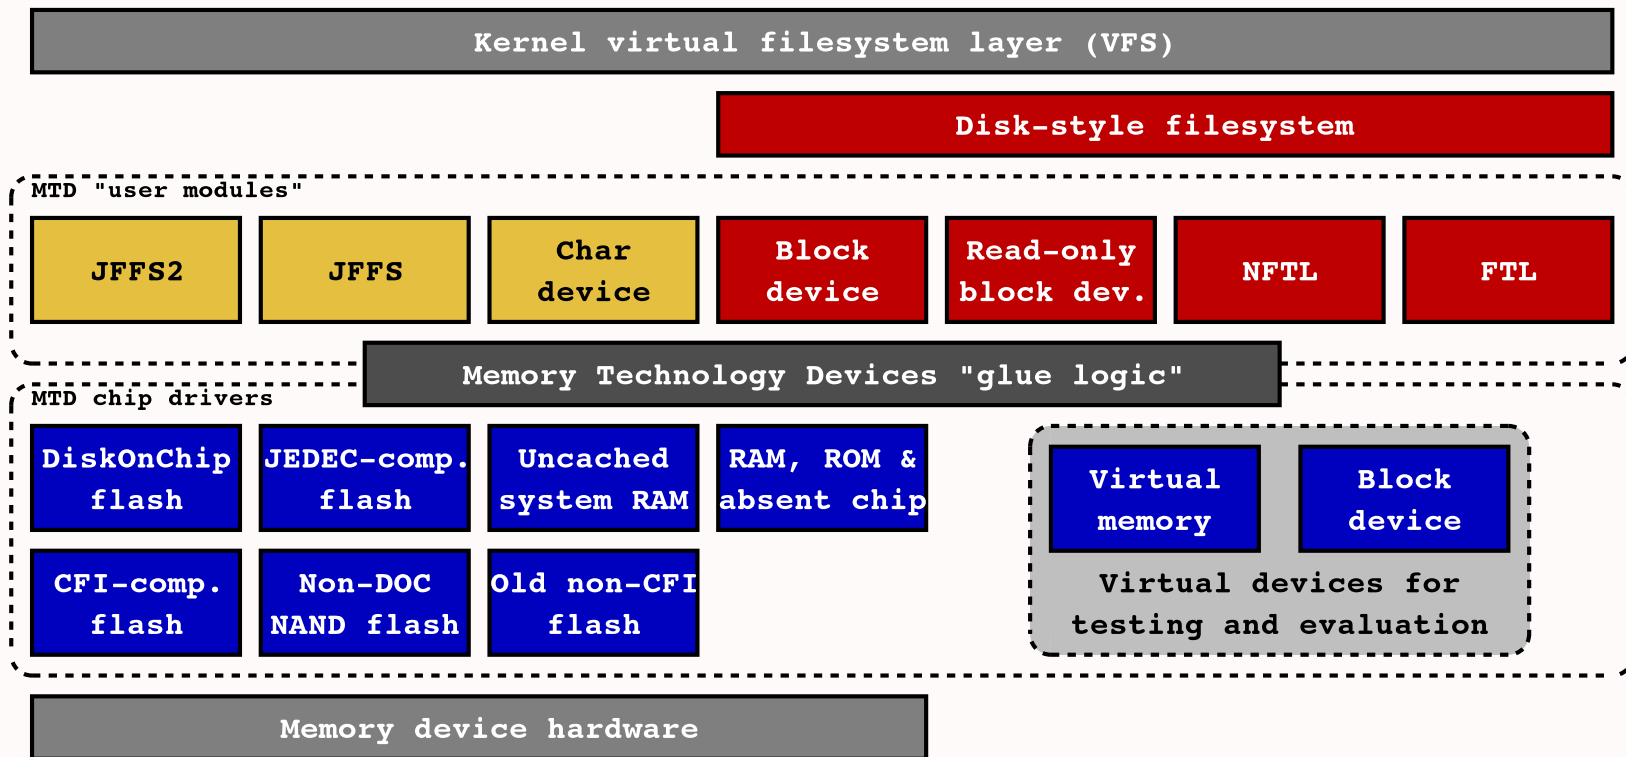 Kernel virtual filesystem layer (VFS)
Disk-style filesystem
MTD "user modules"
JFFS2
JFFS
Char
device
Block
device
Read-only
block dev.
NFTL
FTL
Memory Technology Devices "glue logic"
MTD chip drivers
DiskOnChip
flash
JEDEC-comp.
flash
Uncached
system RAM
RAM, ROM &
absent chip
Virtual
memory
Block
device
CFI-comp.
flash
Non-DOC
NAND flash
Old non-CFI
flash
Virtual devices for
testing and evaluation
Memory device hardware